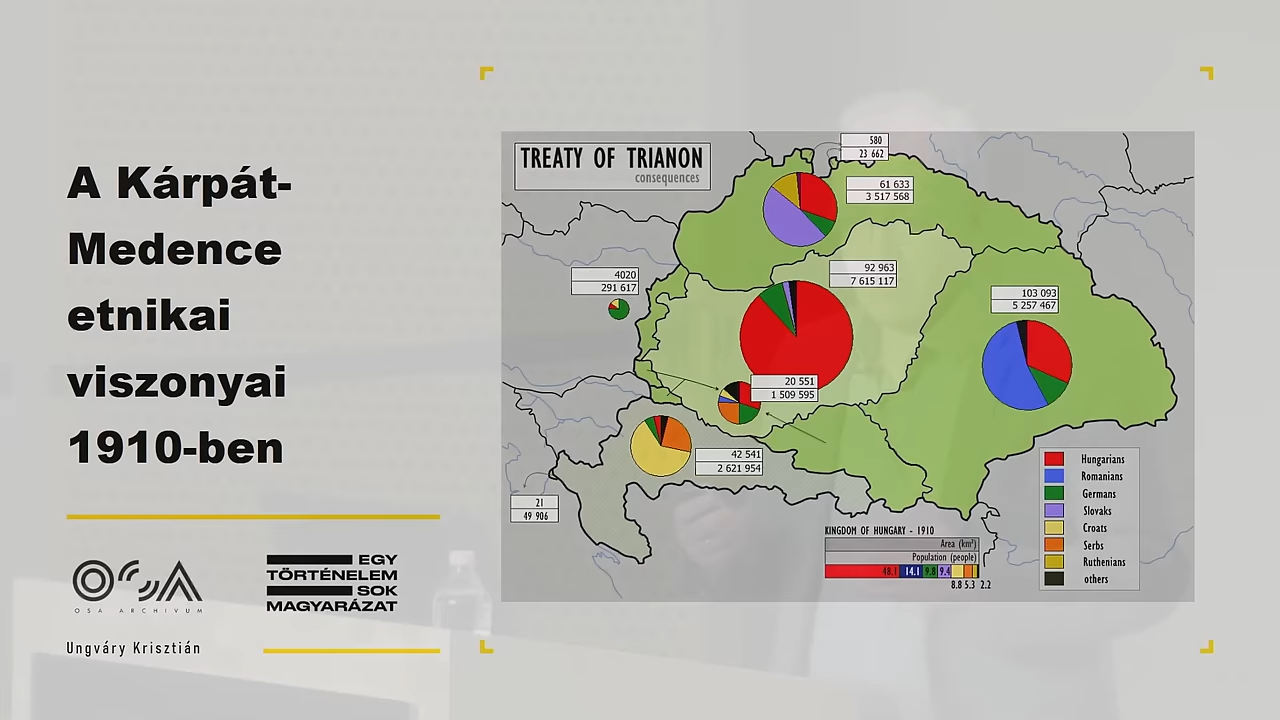 A Kárpát-
Medence
etnikai
viszonyai
1910-ben
OSA
OSA ARCHIVUM
EGY
TÖRTÉNELEM
SOK
MAGYARÁZAT
Ungváry Krisztián
TREATY OF TRIANON
consequences
580
23 662
61 633
3 517 568
4020
291 617
92 963
7 615 117
103 093
5 257 467
20 551
1 509 595
42 541
2 621 954
21
49 906
KINGDOM OF HUNGARY - 1910
Area (km²)
Population (people)
48.1 14.1 9.8 9.4
8.8 5.3 2.2
Hungarians
Romanians
Germans
Slovaks
Croats
Serbs
Ruthenians
others